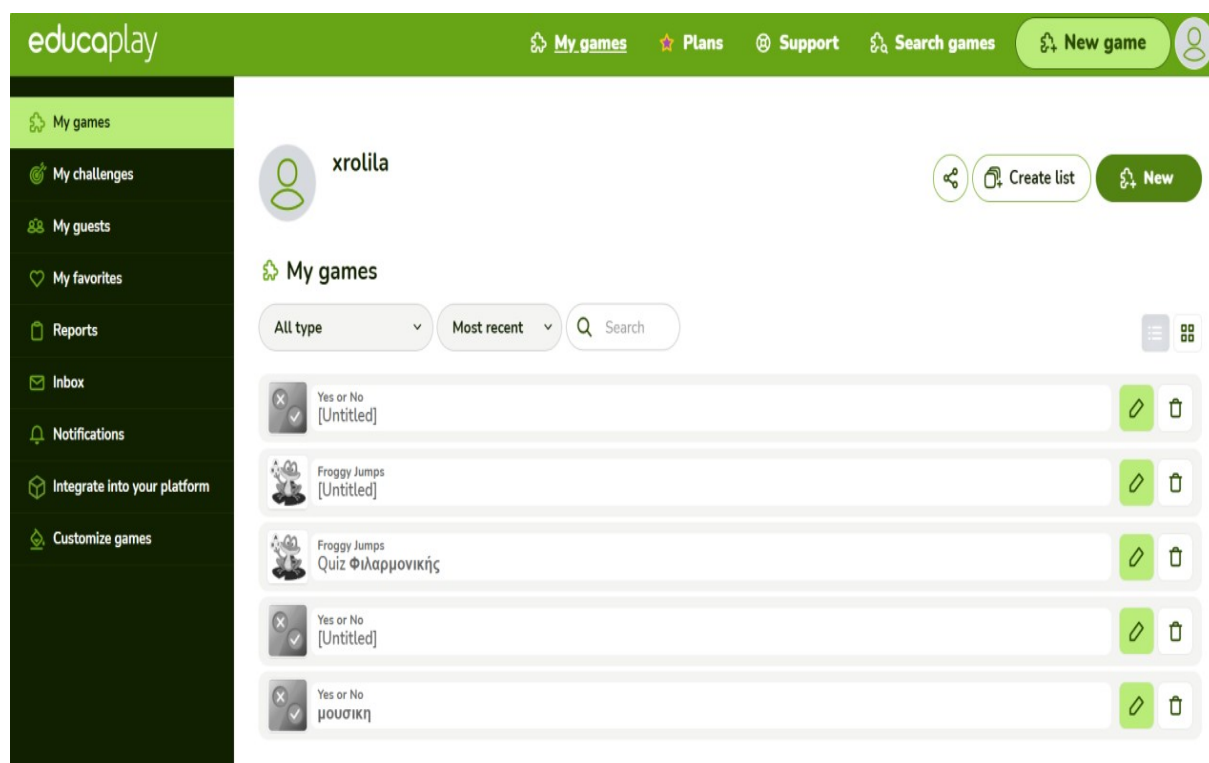 educaplay
My games
Plans
Support
Search games
New game
My games
My challenges
My guests
My favorites
Reports
Inbox
Notifications
Integrate into your platform
Customize games
xrolila
Create list
New
My games
All type
Most recent
Search
Yes or No
[Untitled]
Froggy Jumps
[Untitled]
Froggy Jumps
Quiz Φιλαρμονικής
Yes or No
[Untitled]
Yes or No
μουσικη